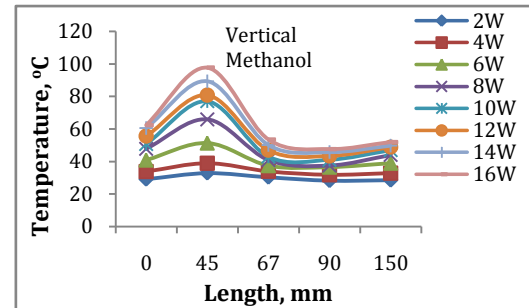 Vertical
Methanol
Temperature, ºC
120
100
80
60
40
20
0
0 45 67 90 150
Length, mm
2W
4W
6W
8W
10W
12W
14W
16W